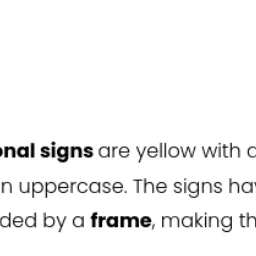 onal signs are yellow with
n uppercase. The signs hav
ded by a frame, making th